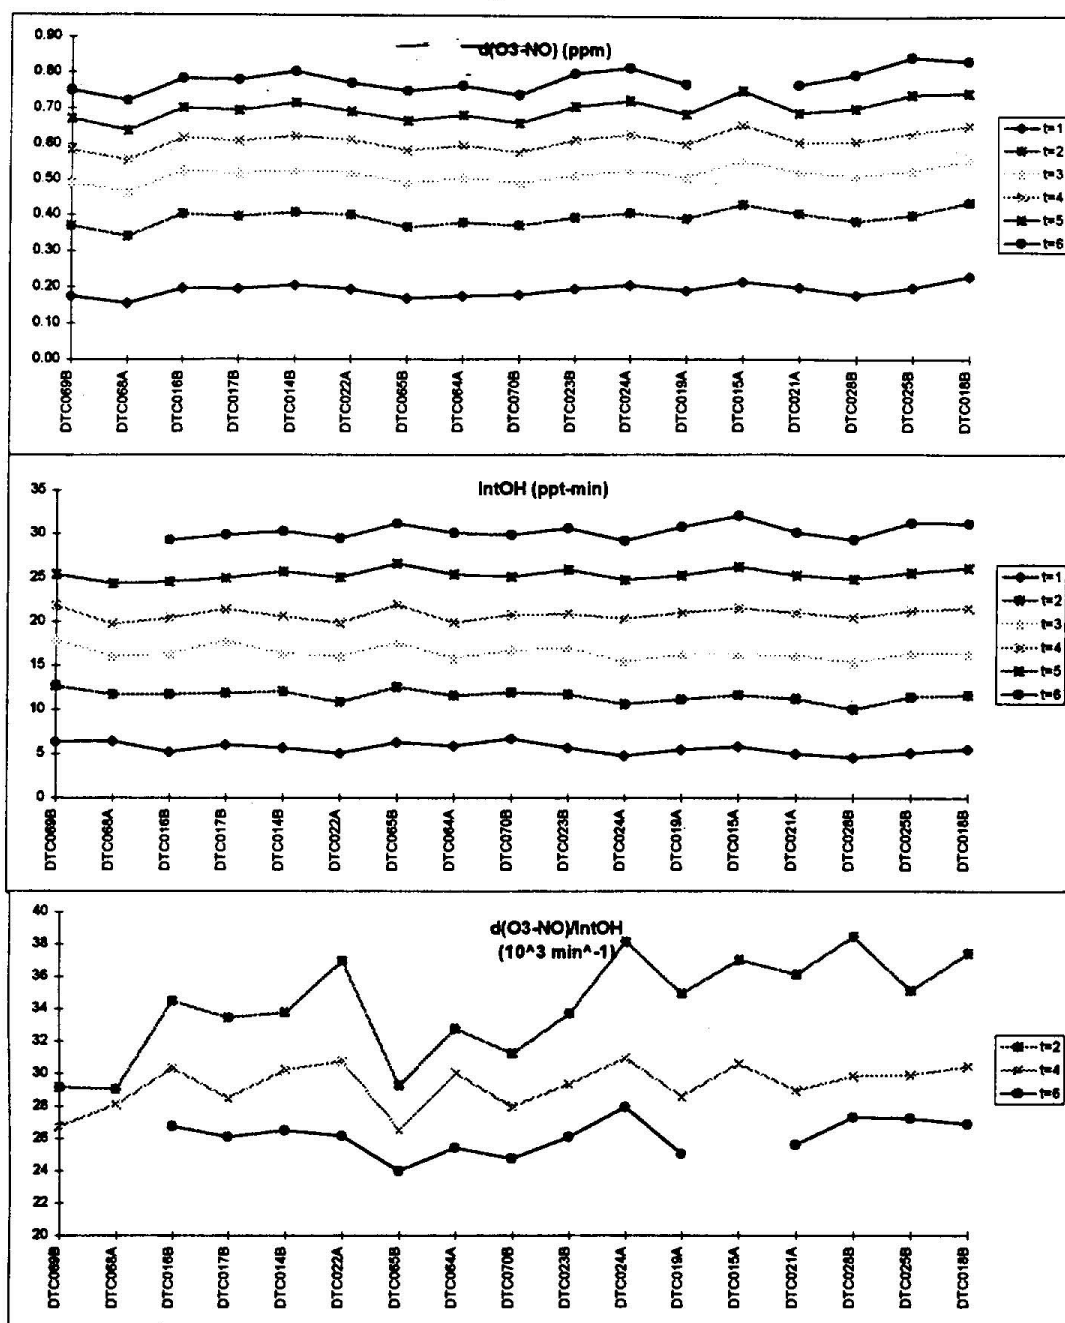 d(O3-NO) (ppm)
0.90
0.80
0.70
0.60
0.50
0.40
0.30
0.20
0.10
0.00
DTC069B
DTC068A
DTC016B
DTC017B
DTC014B
DTC022A
DTC065B
DTC064A
DTC070B
DTC023B
DTC024A
DTC019A
DTC015A
DTC021A
DTC028B
DTC025B
DTC018B
t=1
t=2
t=3
t=4
t=5
t=6
IntOH (ppt-min)
35
30
25
20
15
10
5
0
DTC069B
DTC068A
DTC016B
DTC017B
DTC014B
DTC022A
DTC065B
DTC064A
DTC070B
DTC023B
DTC024A
DTC019A
DTC015A
DTC021A
DTC028B
DTC025B
DTC018B
t=1
t=2
t=3
t=4
t=5
t=6
d(O3-NO)/IntOH
(10^3 min^-1)
40
38
36
34
32
30
28
26
24
22
20
DTC069B
DTC068A
DTC016B
DTC017B
DTC014B
DTC022A
DTC065B
DTC064A
DTC070B
DTC023B
DTC024A
DTC019A
DTC015A
DTC021A
DTC028B
DTC025B
DTC018B
t=2
t=4
t=6